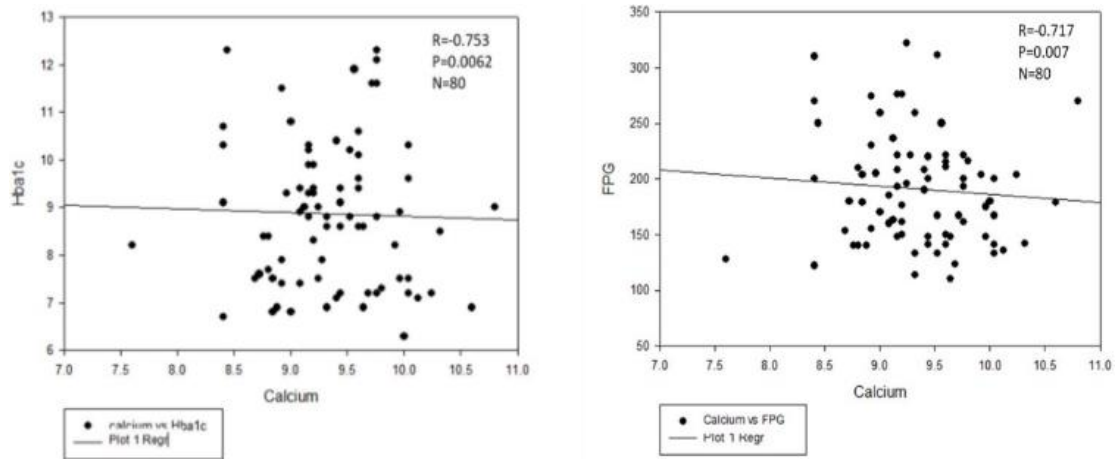 13
12
11
10
9
8
7
6
Hba1c
R=-0.753
P=0.0062
N=80
7.0 7.5 8.0 8.5 9.0 9.5 10.0 10.5 11.0
Calcium
calcium vs Hba1c
Plot 1 Regr
350
300
250
200
150
100
50
FPG
R=-0.717
P=0.007
N=80
7.0 7.5 8.0 8.5 9.0 9.5 10.0 10.5 11.0
Calcium
Calcium vs FPG
Plot 1 Regr